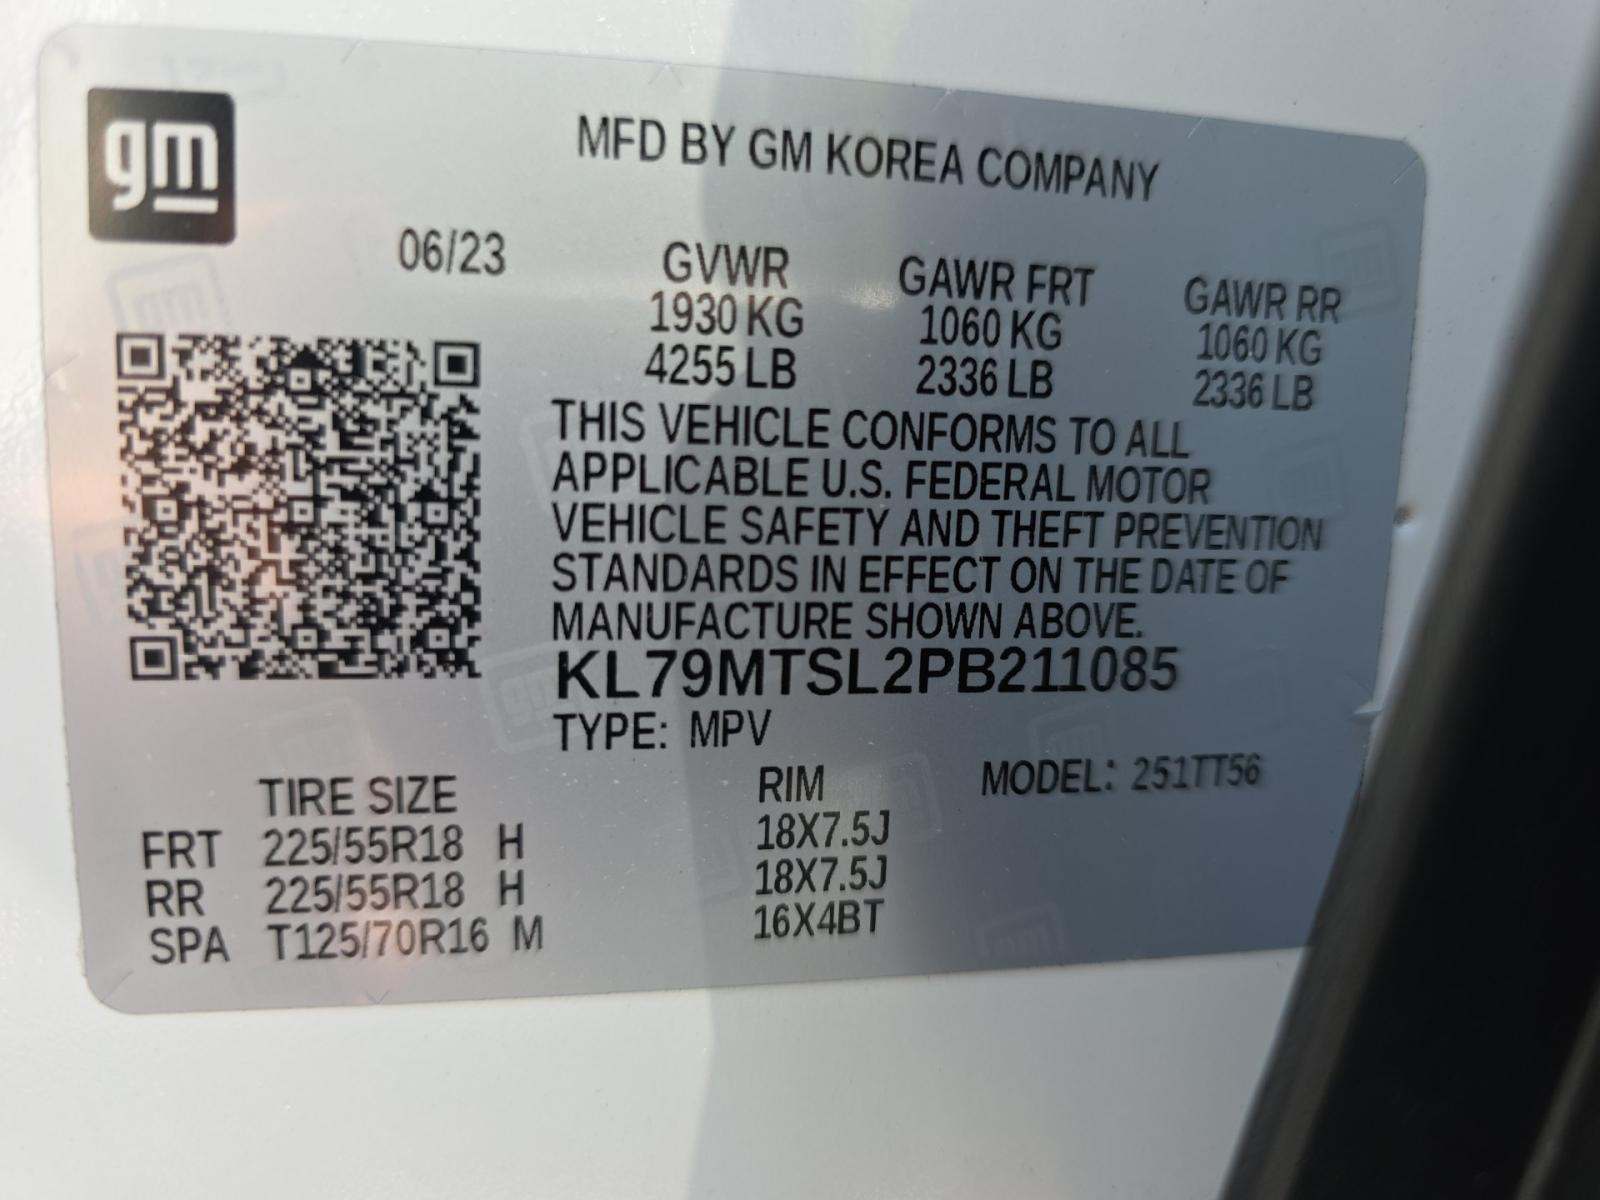 gm
MFD BY GM KOREA COMPANY
06/23 GVWR GAWR FRT GAWR RR
1930 KG 1060 KG 1060 KG
4255 LB 2336 LB 2336 LB
THIS VEHICLE CONFORMS TO ALL
APPLICABLE U.S. FEDERAL MOTOR
VEHICLE SAFETY AND THEFT PREVENTION
STANDARDS IN EFFECT ON THE DATE OF
MANUFACTURE SHOWN ABOVE.
KL79MTSL2PB211085
TYPE: MPV
TIRE SIZE RIM MODEL: 251TT56
FRT 225/55R18 H 18X7.5J
RR 225/55R18 H 18X7.5J
SPA T125/70R16 M 16X4BT